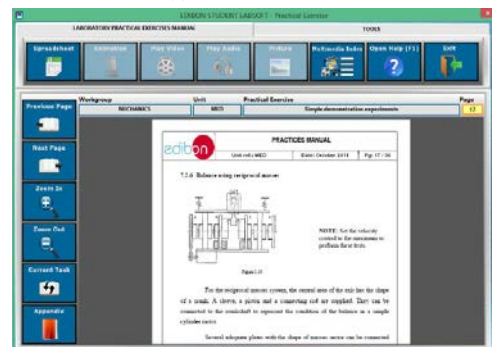 EDIBON STUDENT LABSOFT - Practical Exercise
LABORATORY PRACTICAL EXERCISES MANUAL
TOOLS
Spreadsheet
Animation
Play Video
Play Audio
Picture
Multimedia Index
Open Help (F1)
Exit
Previous Page
Workgroup
Unit
Practical Exercise
Page
MECHANICS
MED
Simple demonstration experiments
17
Next Page
Zoom In
Zoom Out
Current Task
Appendix
edibon
PRACTICES MANUAL
Unit ref.: MED
Date: October 2011
Pg: 17 / 36
Balance using reciprocal masses
NOTE: Set the velocity
control to the maximum to
perform these tests.
For the reciprocal masses system, the central area of the axis has the shape
of a crank. A sleeve, a piston and a connecting rod are supplied. They can be
connected to the crankshaft to represent the condition of the balance in a simple
cylinder motor.
Several adequate plates with the shape of masses sector can be connected